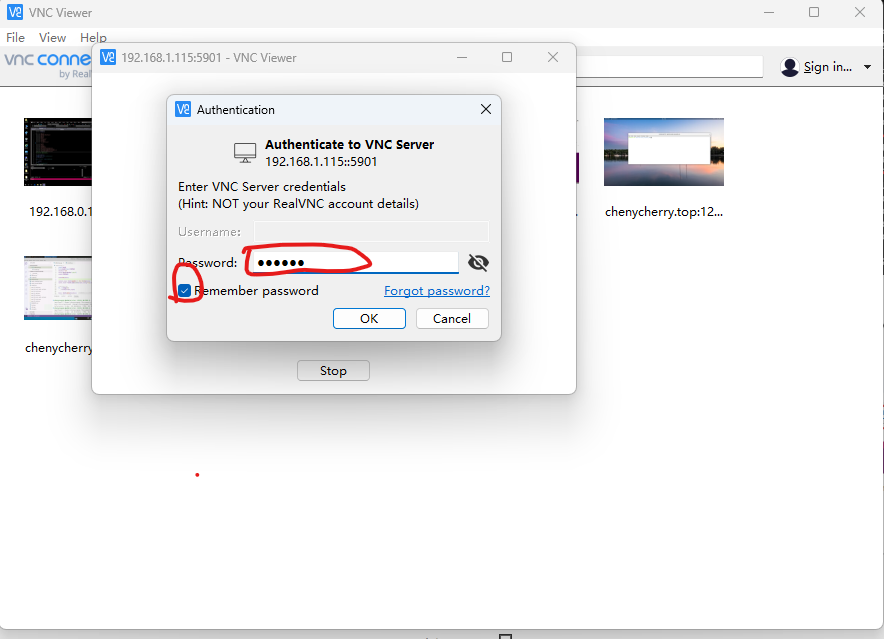 VNC Viewer
File View Help
vnc conne
by Real
192.168.1.115:5901 - VNC Viewer
Sign in...
Authentication
Authenticate to VNC Server
192.168.1.115::5901
Enter VNC Server credentials
(Hint: NOT your RealVNC account details)
Username:
Password: ●●●●●●
Remember password
Forgot password?
OK
Cancel
Stop
192.168.0.1
chenycherry.top:12...
chenycherry